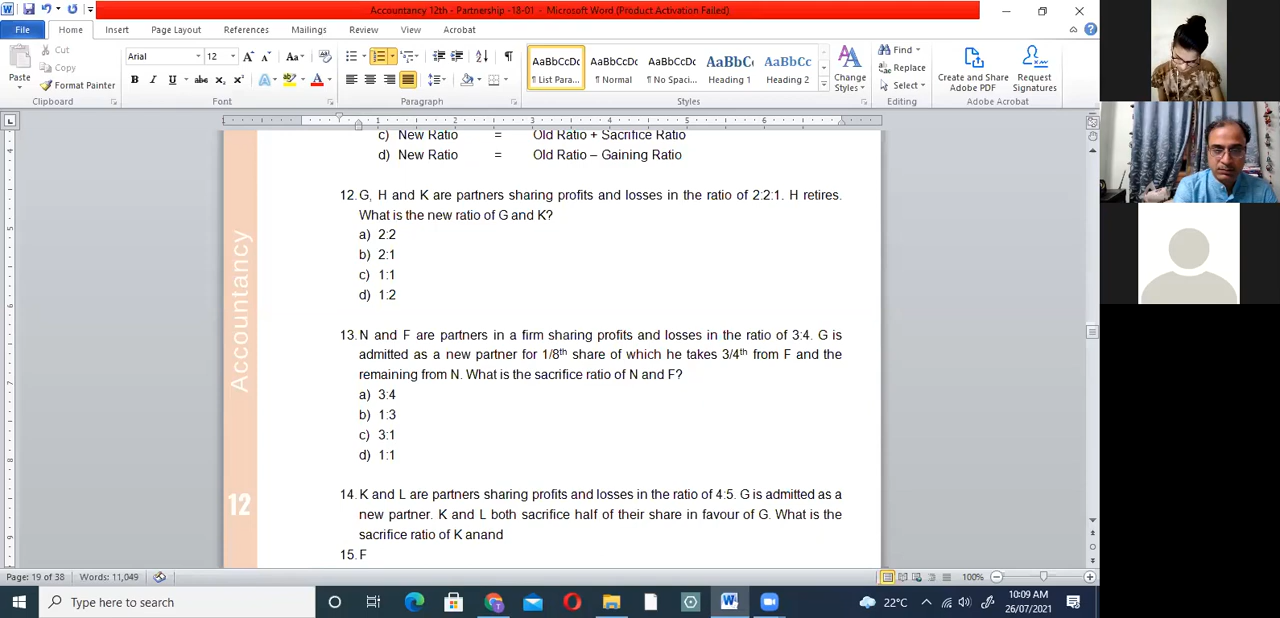 Accountancy 12th - Partnership -18-01 - Microsoft Word (Product Activation Failed)
File Home Insert Page Layout References Mailings Review View Acrobat
Paste
Cut
Copy
Format Painter
Clipboard
Arial 12
B I U abc
Font
Paragraph
AaBbCcDc AaBbCcDc AaBbCcDc AaBbC AaBbCc
¶ List Para... ¶ Normal ¶ No Spaci... Heading 1 Heading 2
Change Styles
Styles
Find
Replace
Select
Editing
Create and Share Adobe PDF
Request Signatures
Adobe Acrobat
1 2 3 4 5 6
c) New Ratio = Old Ratio + Sacrifice Ratio
d) New Ratio = Old Ratio – Gaining Ratio
12. G, H and K are partners sharing profits and losses in the ratio of 2:2:1. H retires.
What is the new ratio of G and K?
a) 2:2
b) 2:1
c) 1:1
d) 1:2
13. N and F are partners in a firm sharing profits and losses in the ratio of 3:4. G is
admitted as a new partner for 1/8th share of which he takes 3/4th from F and the
remaining from N. What is the sacrifice ratio of N and F?
a) 3:4
b) 1:3
c) 3:1
d) 1:1
14. K and L are partners sharing profits and losses in the ratio of 4:5. G is admitted as a
new partner. K and L both sacrifice half of their share in favour of G. What is the
sacrifice ratio of K anand
15. F
Accountancy
12
Page: 19 of 38 Words: 11,049 100%
Type here to search
22°C
10:09 AM
26/07/2021